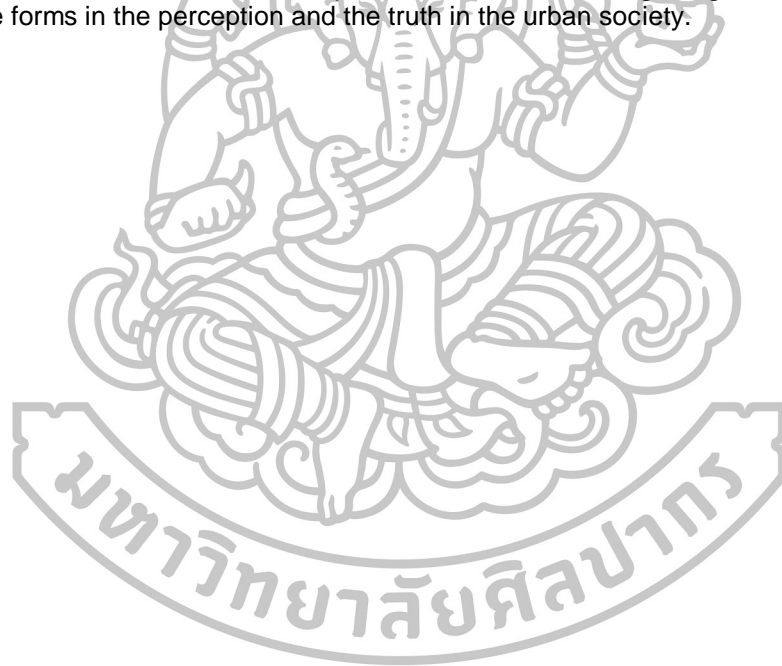 forms in the perception and the truth in the urban society.
มหาวิทยาลัยศิลปากร